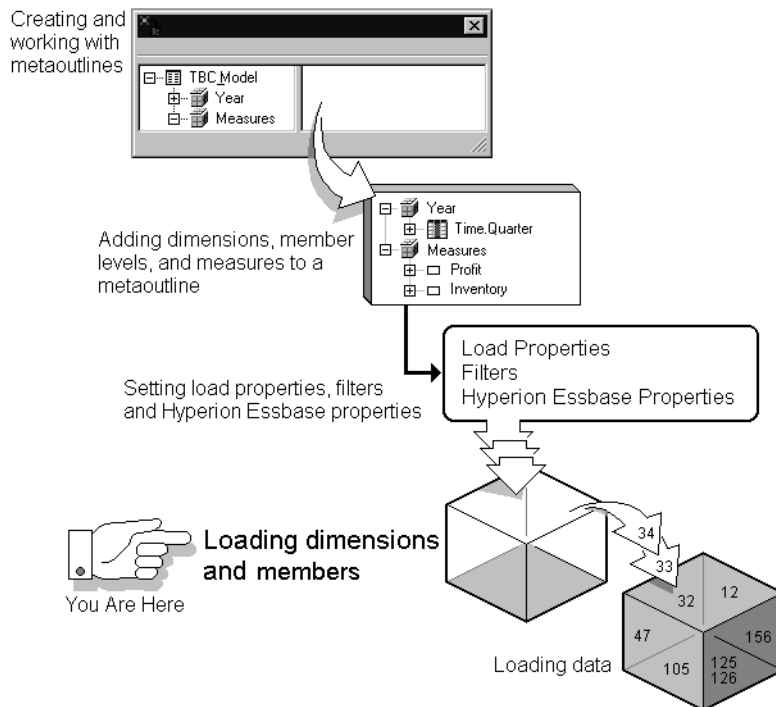 Creating and
working with
metaoutlines
TBC_Model
Year
Measures
Year
Time.Quarter
Measures
Profit
Inventory
Adding dimensions, member
levels, and measures to a
metaoutline
Load Properties
Filters
Hyperion Essbase Properties
Setting load properties, filters
and Hyperion Essbase properties
Loading dimensions
and members
You Are Here
34
33
32
12
47
156
105
125
126
Loading data